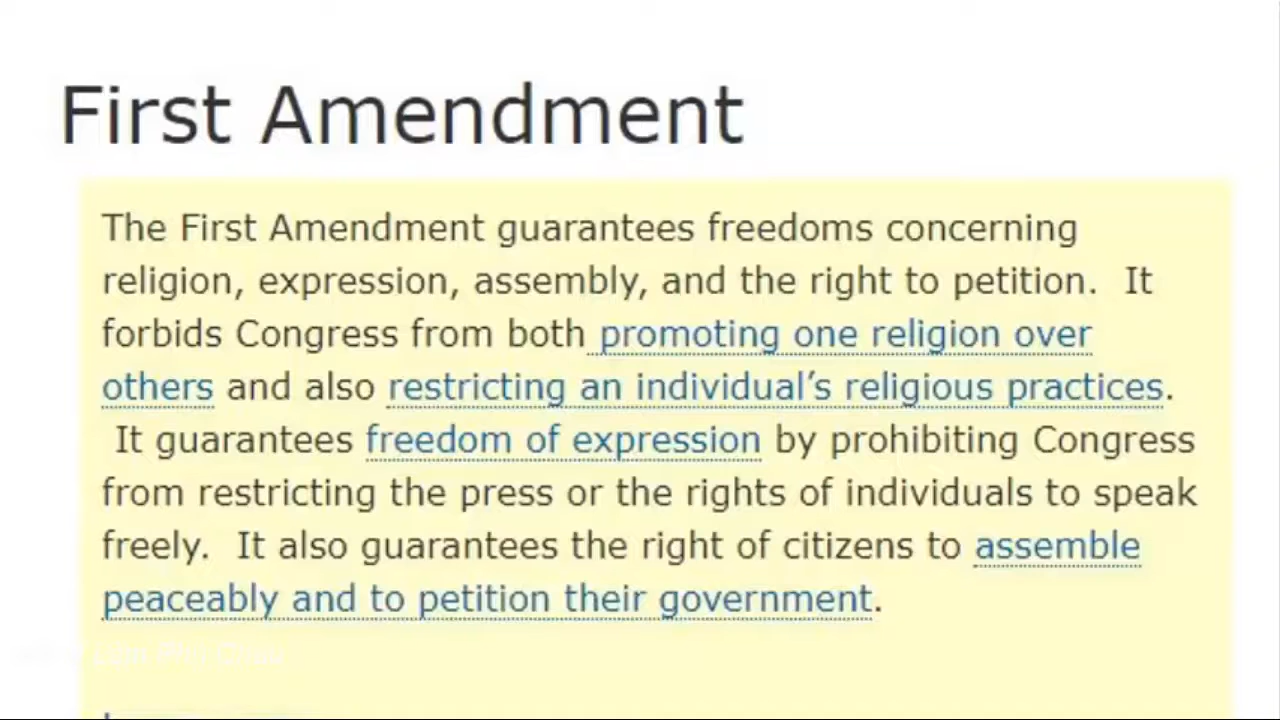 First Amendment
The First Amendment guarantees freedoms concerning
religion, expression, assembly, and the right to petition. It
forbids Congress from both promoting one religion over
others and also restricting an individual’s religious practices.
It guarantees freedom of expression by prohibiting Congress
from restricting the press or the rights of individuals to speak
freely. It also guarantees the right of citizens to assemble
peaceably and to petition their government.